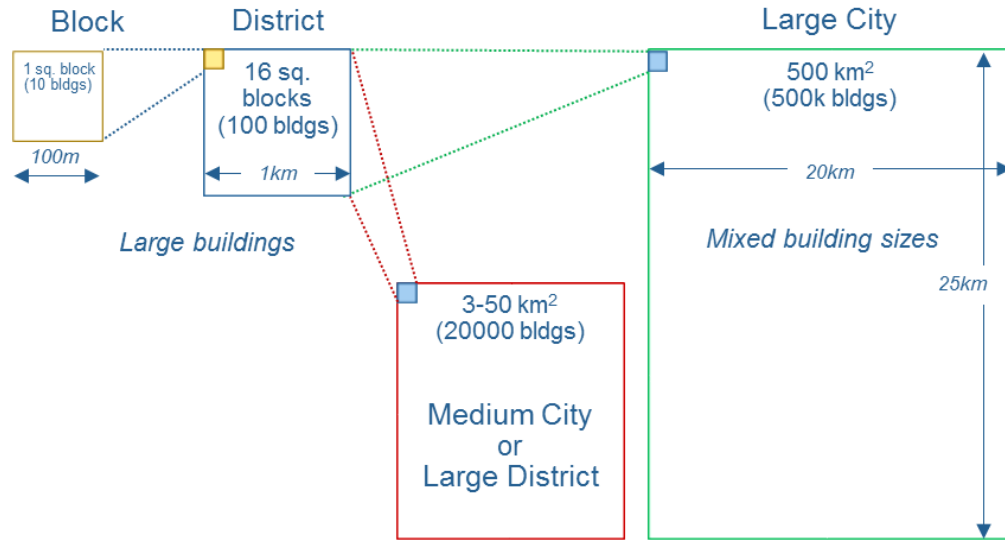 Block
1 sq. block
(10 bldgs)
100m
District
16 sq.
blocks
(100 bldgs)
1km
Large buildings
3-50 km²
(20000 bldgs)
Medium City
or
Large District
Large City
500 km²
(500k bldgs)
20km
Mixed building sizes
25km